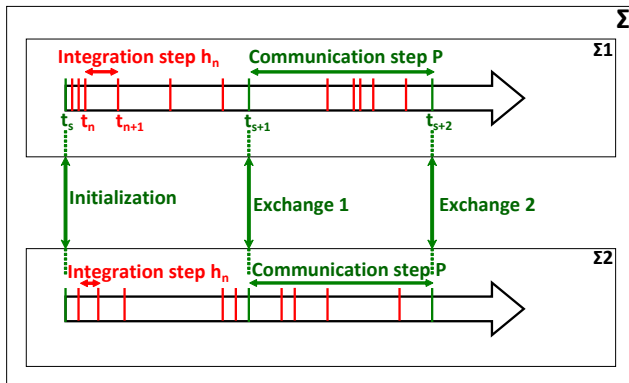 Σ
Σ1
Integration step hₙ Communication step P
tₛ tₙ tₙ₊₁ tₛ₊₁ tₛ₊₂
Initialization Exchange 1 Exchange 2
Σ2
Integration step hₙ Communication step P